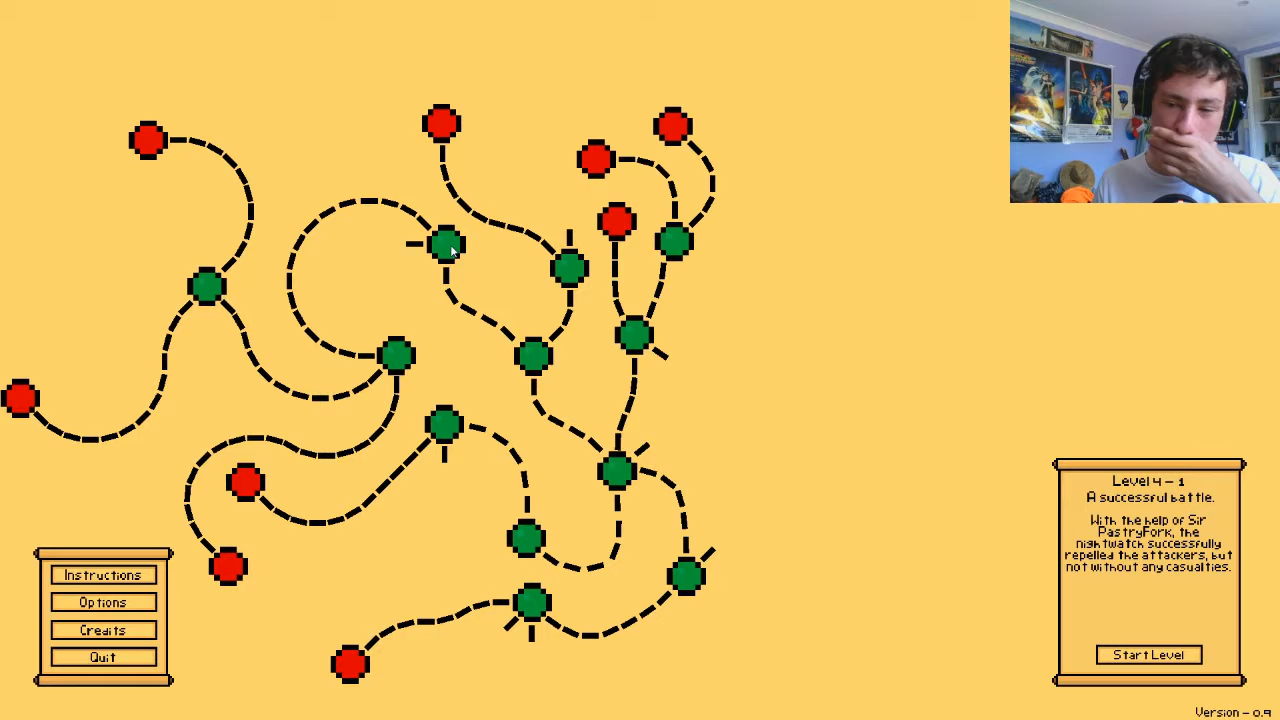 Level 4 - 1
A successful battle.
With the help of Sir
PastryFork, the
nightwatch successfully
repelled the attackers, but
not without any casualties.
Start Level
Instructions
Options
Credits
Quit
Version - 0.9